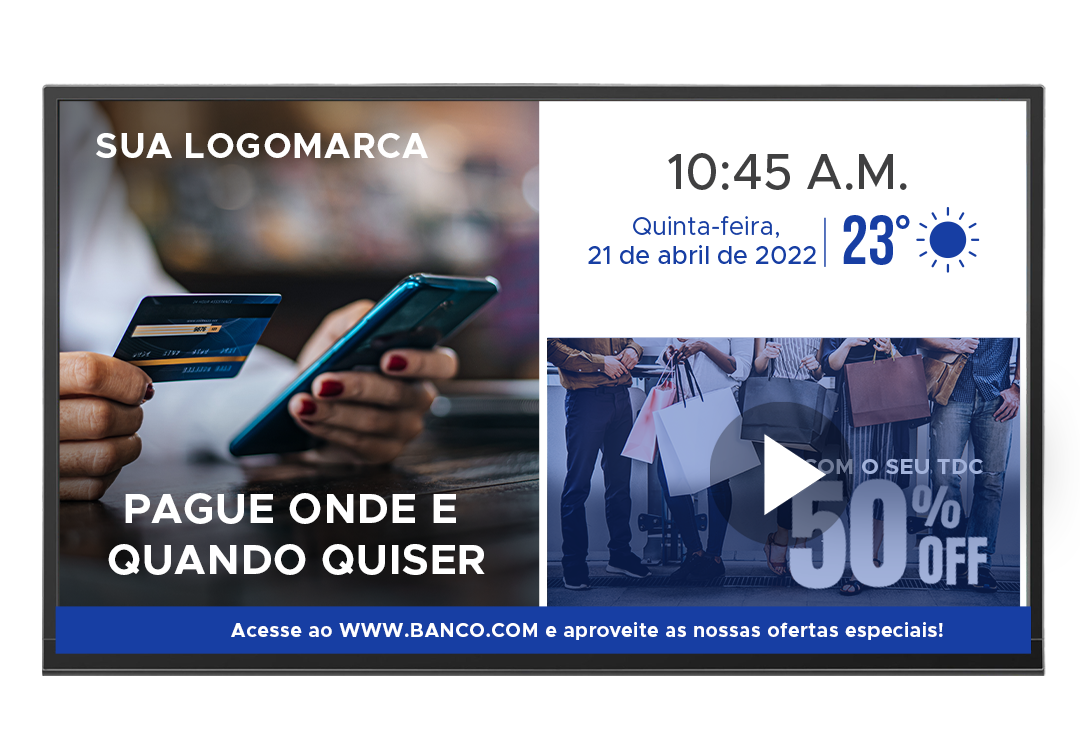 SUA LOGOMARCA
PAGUE ONDE E
QUANDO QUISER
10:45 A.M.
Quinta-feira,
21 de abril de 2022
23°
COM O SEU TDC
50%
OFF
Acesse ao WWW.BANCO.COM e aproveite as nossas ofertas especiais!